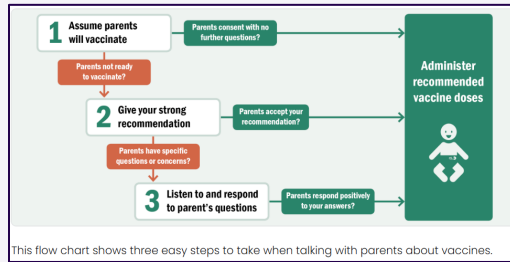 1 Assume parents
will vaccinate
Parents consent with no
further questions?
Parents not ready
to vaccinate?
2 Give your strong
recommendation
Parents accept your
recommendation?
Parents have specific
questions or concerns?
3 Listen to and respond
to parent's questions
Parents respond positively
to your answers?
Administer
recommended
vaccine doses
This flow chart shows three easy steps to take when talking with parents about vaccines.